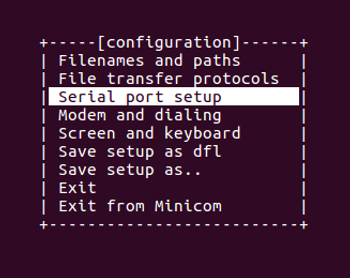 +-----[configuration]------+
| Filenames and paths |
| File transfer protocols |
| Serial port setup |
| Modem and dialing |
| Screen and keyboard |
| Save setup as dfl |
| Save setup as.. |
| Exit |
| Exit from Minicom |
+--------------------------+